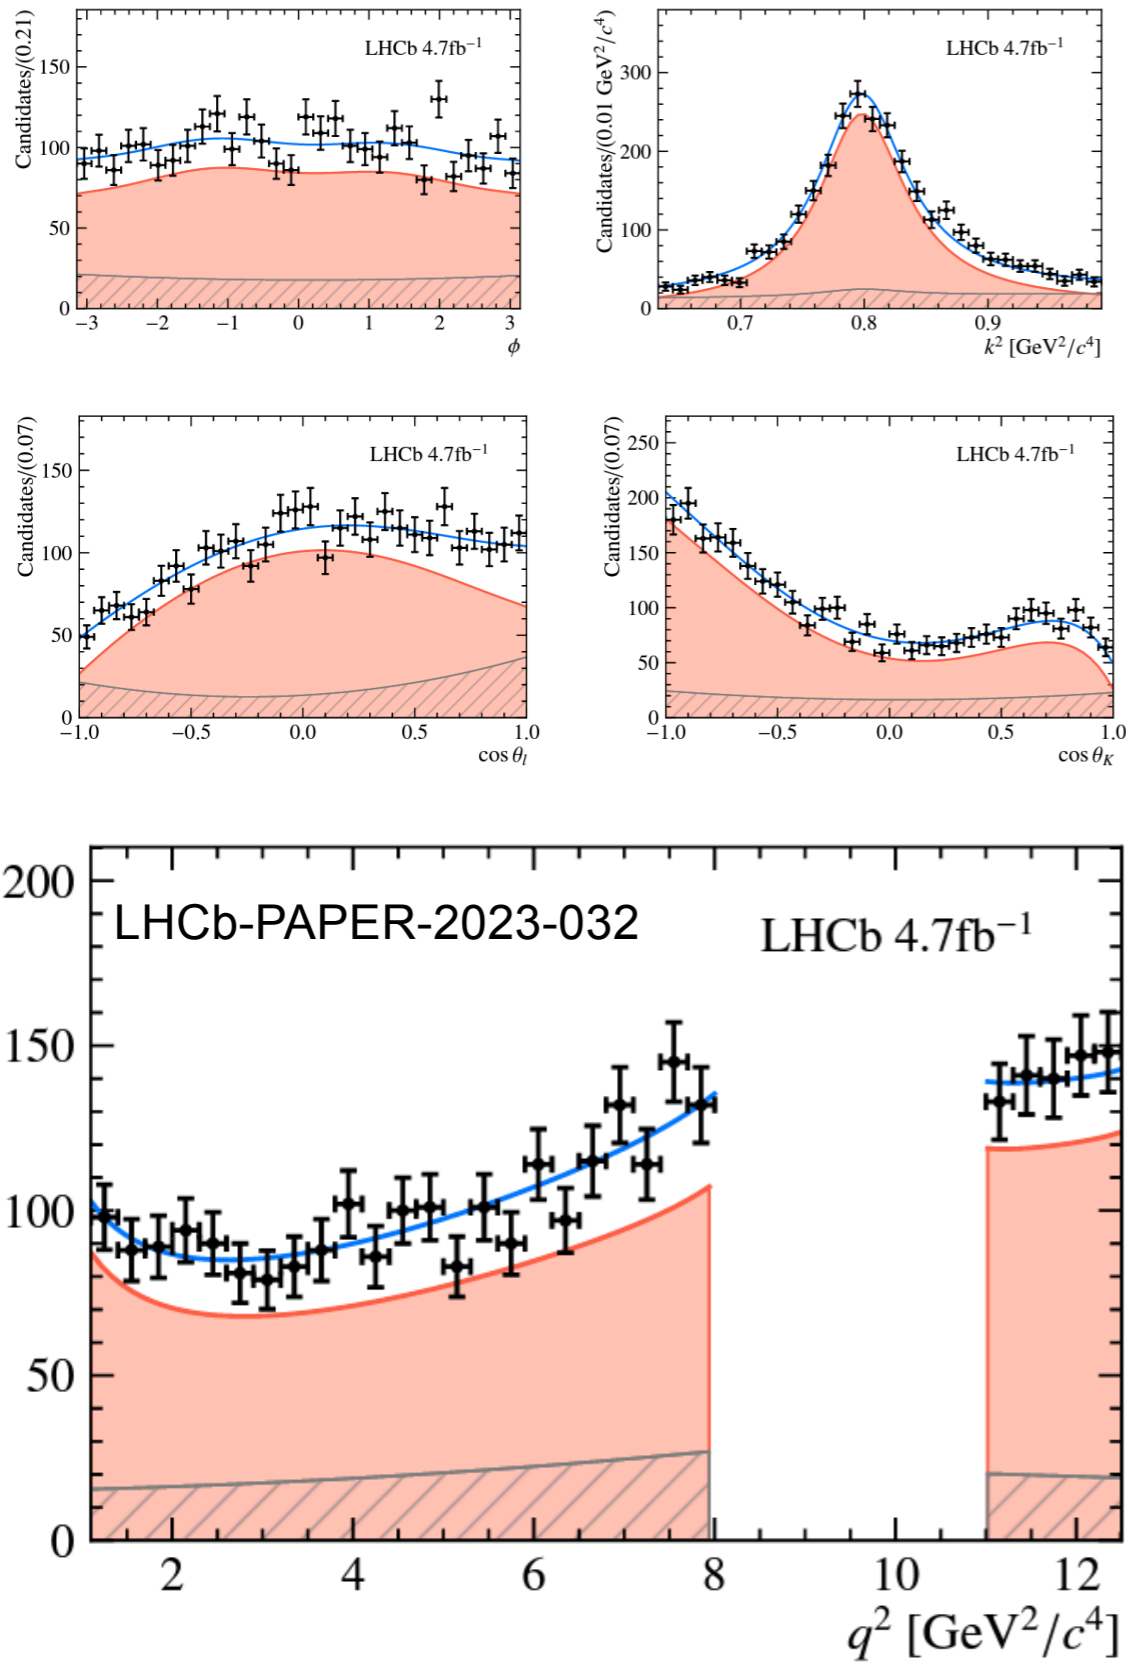 Candidates/(0.21)
LHCb 4.7fb⁻¹
150
100
50
0
−3 −2 −1 0 1 2 3
ϕ
Candidates/(0.01 GeV²/c⁴)
LHCb 4.7fb⁻¹
300
200
100
0
0.7 0.8 0.9
k² [GeV²/c⁴]
Candidates/(0.07)
LHCb 4.7fb⁻¹
150
100
50
0
−1.0 −0.5 0.0 0.5 1.0
cos θₗ
Candidates/(0.07)
LHCb 4.7fb⁻¹
250
200
150
100
50
0
−1.0 −0.5 0.0 0.5 1.0
cos θ_K
200
LHCb-PAPER-2023-032
LHCb 4.7fb⁻¹
150
100
50
0
2 4 6 8 10 12
q² [GeV²/c⁴]